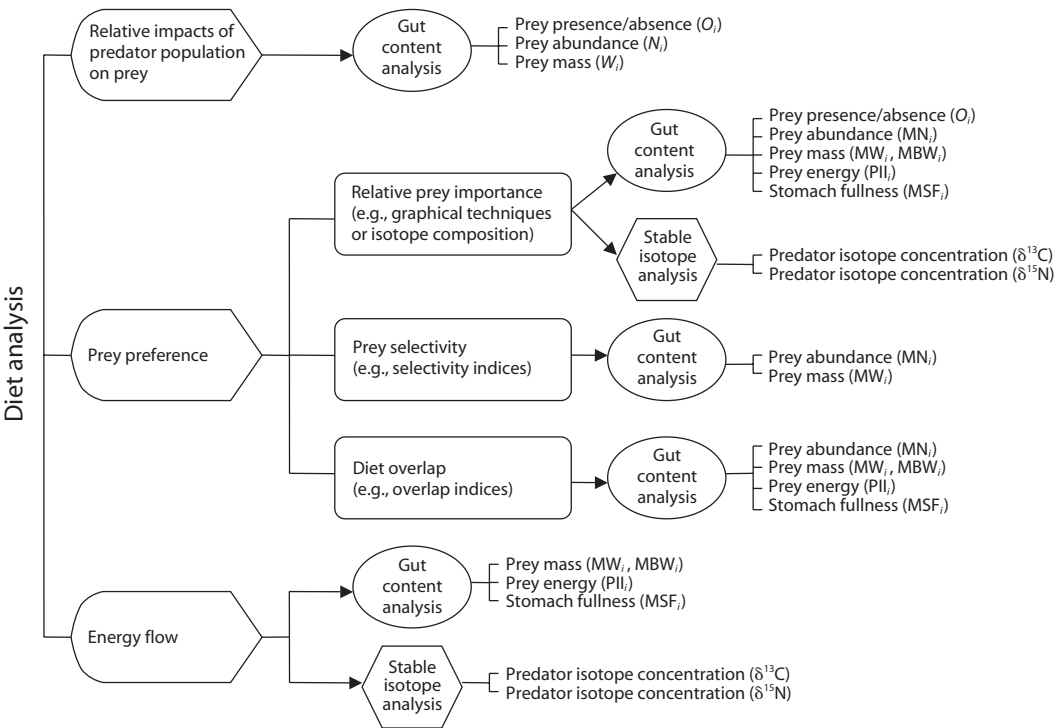 Diet analysis
Relative impacts of
predator population
on prey
Gut
content
analysis
Prey presence/absence (Oᵢ)
Prey abundance (Nᵢ)
Prey mass (Wᵢ)
Prey preference
Relative prey importance
(e.g., graphical techniques
or isotope composition)
Gut
content
analysis
Prey presence/absence (Oᵢ)
Prey abundance (MNᵢ)
Prey mass (MWᵢ, MBWᵢ)
Prey energy (PIIᵢ)
Stomach fullness (MSFᵢ)
Stable
isotope
analysis
Predator isotope concentration (δ¹³C)
Predator isotope concentration (δ¹⁵N)
Prey selectivity
(e.g., selectivity indices)
Gut
content
analysis
Prey abundance (MNᵢ)
Prey mass (MWᵢ)
Diet overlap
(e.g., overlap indices)
Gut
content
analysis
Prey abundance (MNᵢ)
Prey mass (MWᵢ, MBWᵢ)
Prey energy (PIIᵢ)
Stomach fullness (MSFᵢ)
Energy flow
Gut
content
analysis
Prey mass (MWᵢ, MBWᵢ)
Prey energy (PIIᵢ)
Stomach fullness (MSFᵢ)
Stable
isotope
analysis
Predator isotope concentration (δ¹³C)
Predator isotope concentration (δ¹⁵N)